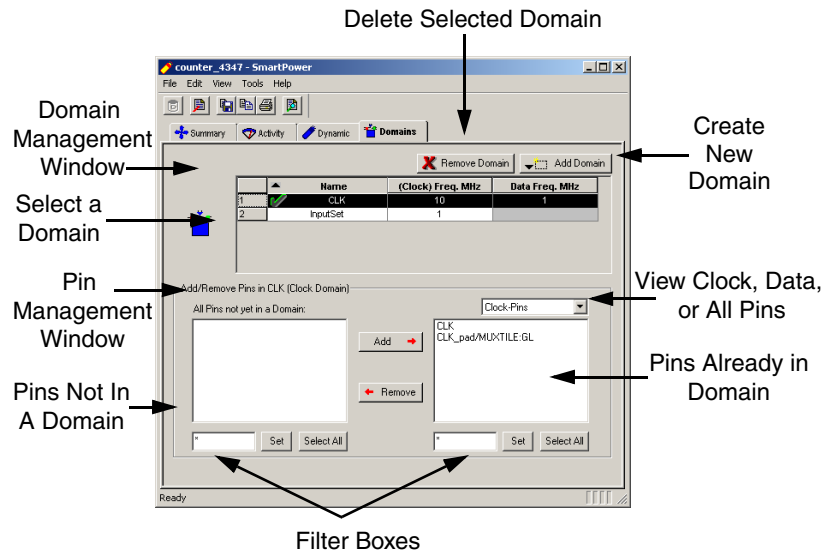 Delete Selected Domain
counter_4347 - SmartPower
File Edit View Tools Help
Summary Activity Dynamic Domains
Domain
Management
Window
Remove Domain Add Domain
Create
New
Domain
Name (Clock) Freq. MHz Data Freq. MHz
1 CLK 10 1
2 InputSet 1
Select a
Domain
Add/Remove Pins in CLK (Clock Domain)
Pin
Management
Window
All Pins not yet in a Domain:
Clock-Pins
View Clock, Data,
or All Pins
CLK
CLK_pad/MUXTILE:GL
Add
Remove
Pins Already in
Domain
Pins Not In
A Domain
* Set Select All * Set Select All
Ready
Filter Boxes